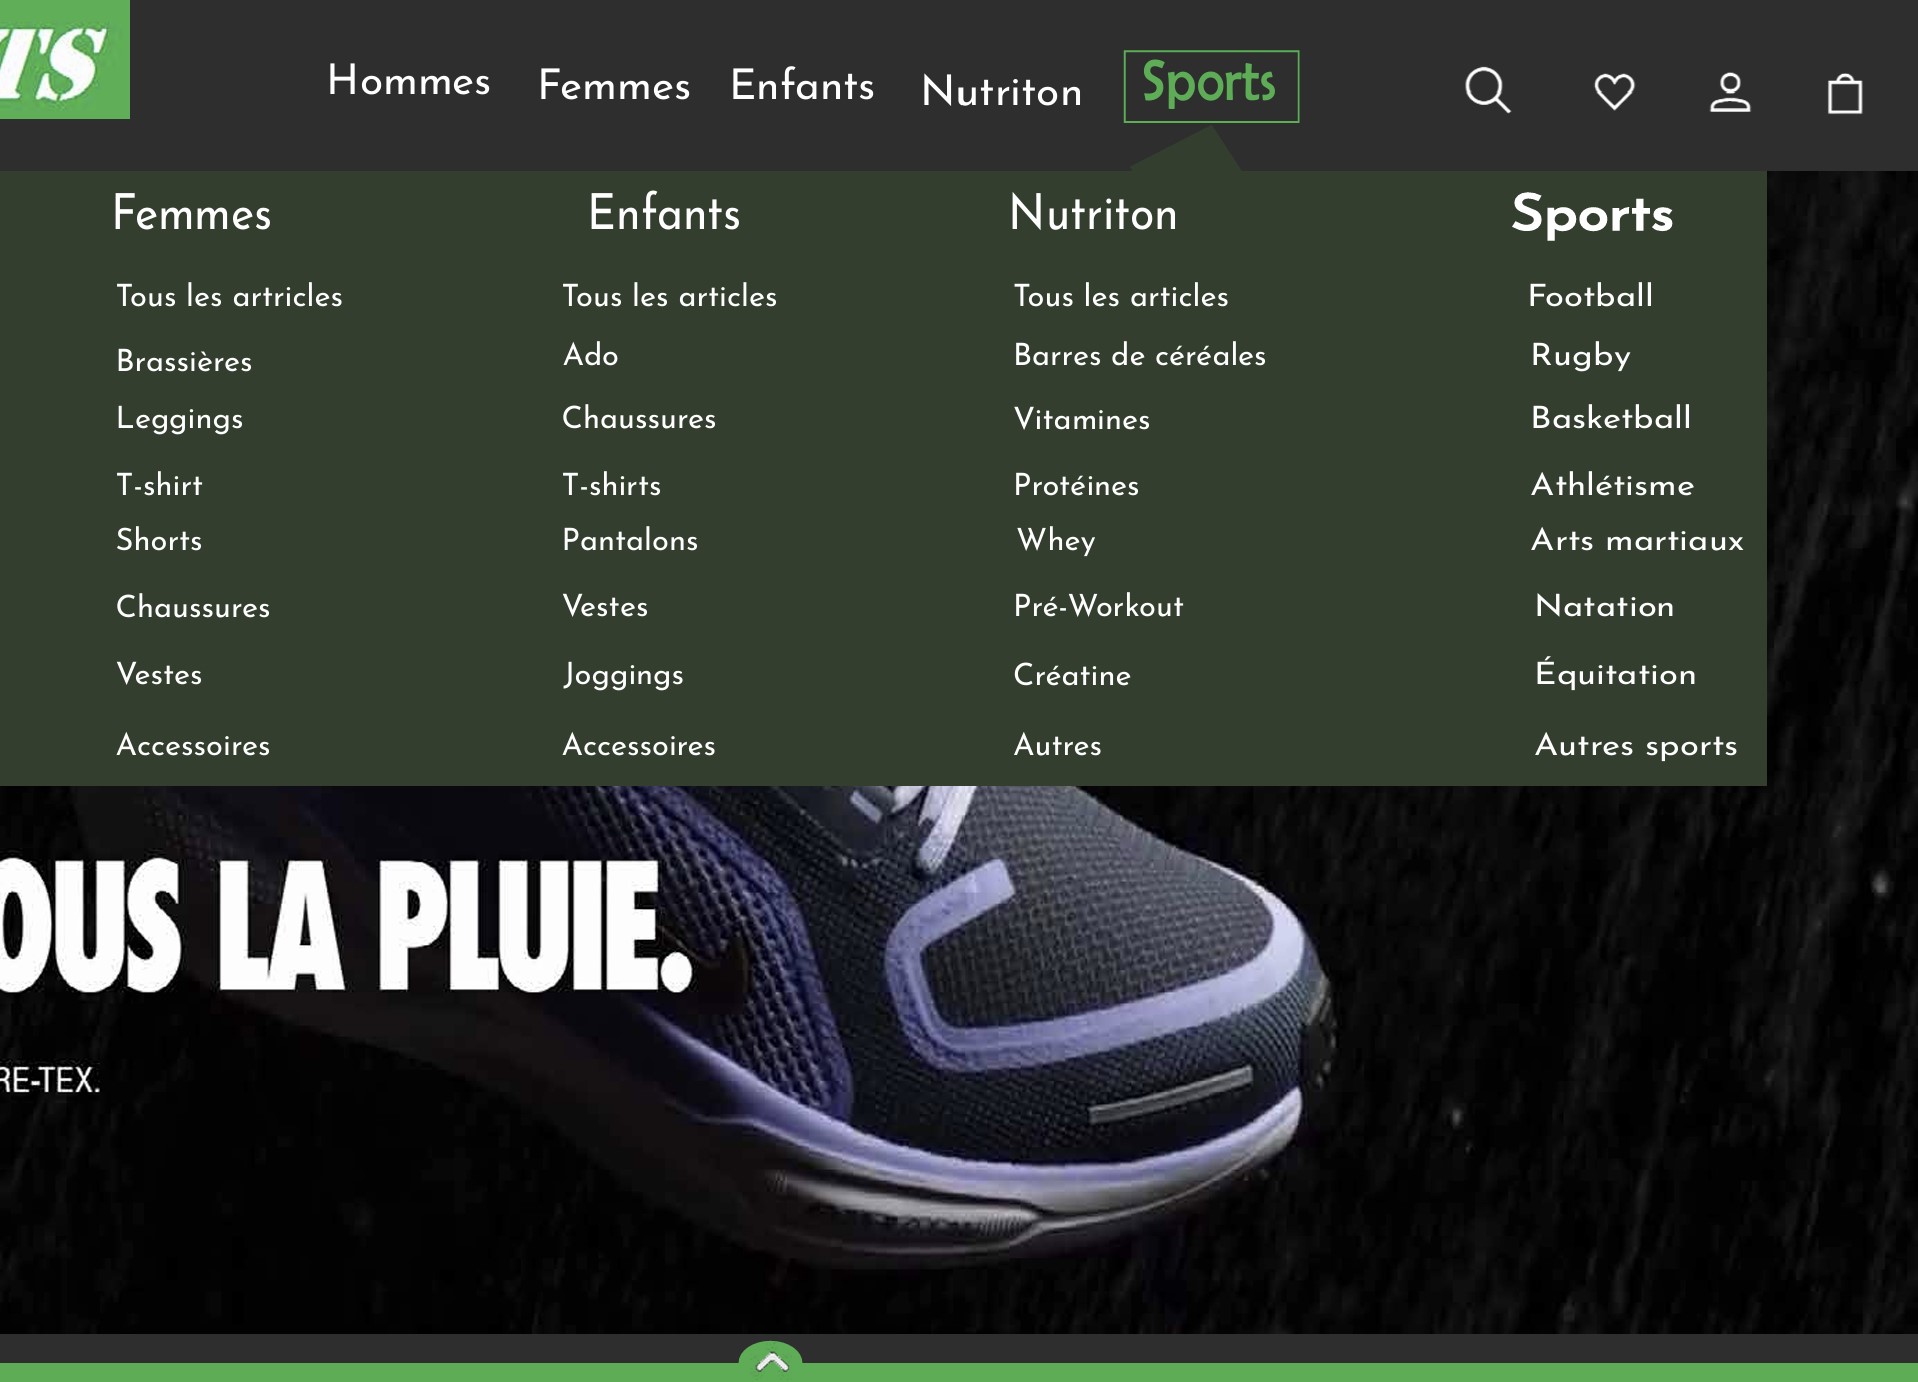 TS
Hommes Femmes Enfants Nutriton Sports
Femmes Enfants Nutriton Sports
Tous les artricles Tous les articles Tous les articles Football
Brassières Ado Barres de céréales Rugby
Leggings Chaussures Vitamines Basketball
T-shirt T-shirts Protéines Athlétisme
Shorts Pantalons Whey Arts martiaux
Chaussures Vestes Pré-Workout Natation
Vestes Joggings Créatine Équitation
Accessoires Accessoires Autres Autres sports
OUS LA PLUIE.
RE-TEX.